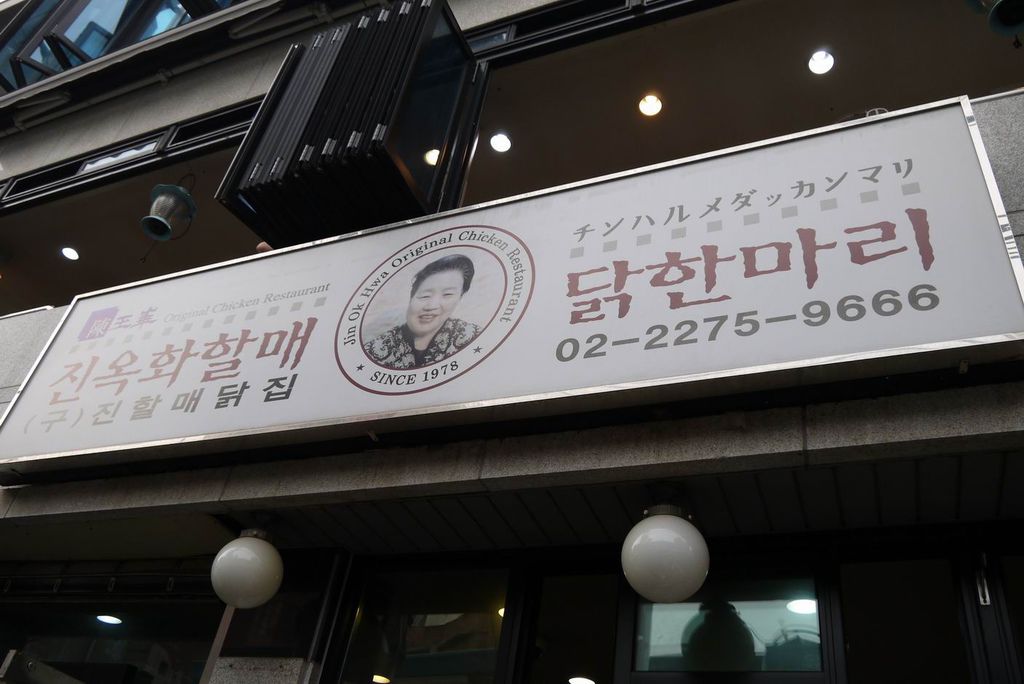 陳玉華 Original Chicken Restaurant
진옥화할매
(구)진할매닭집
Jin Ok Hwa Original Chicken Restaurant
★ SINCE 1978 ★
チンハルメダッカンマリ
닭한마리
02-2275-9666